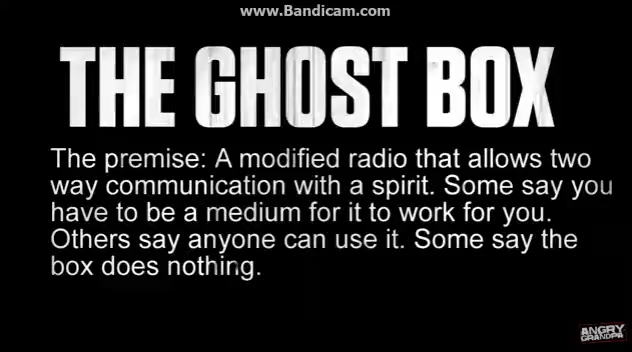 www.Bandicam.com
THE GHOST BOX
The premise: A modified radio that allows two
way communication with a spirit. Some say you
have to be a medium for it to work for you.
Others say anyone can use it. Some say the
box does nothing.
ANGRY
GRANDPA